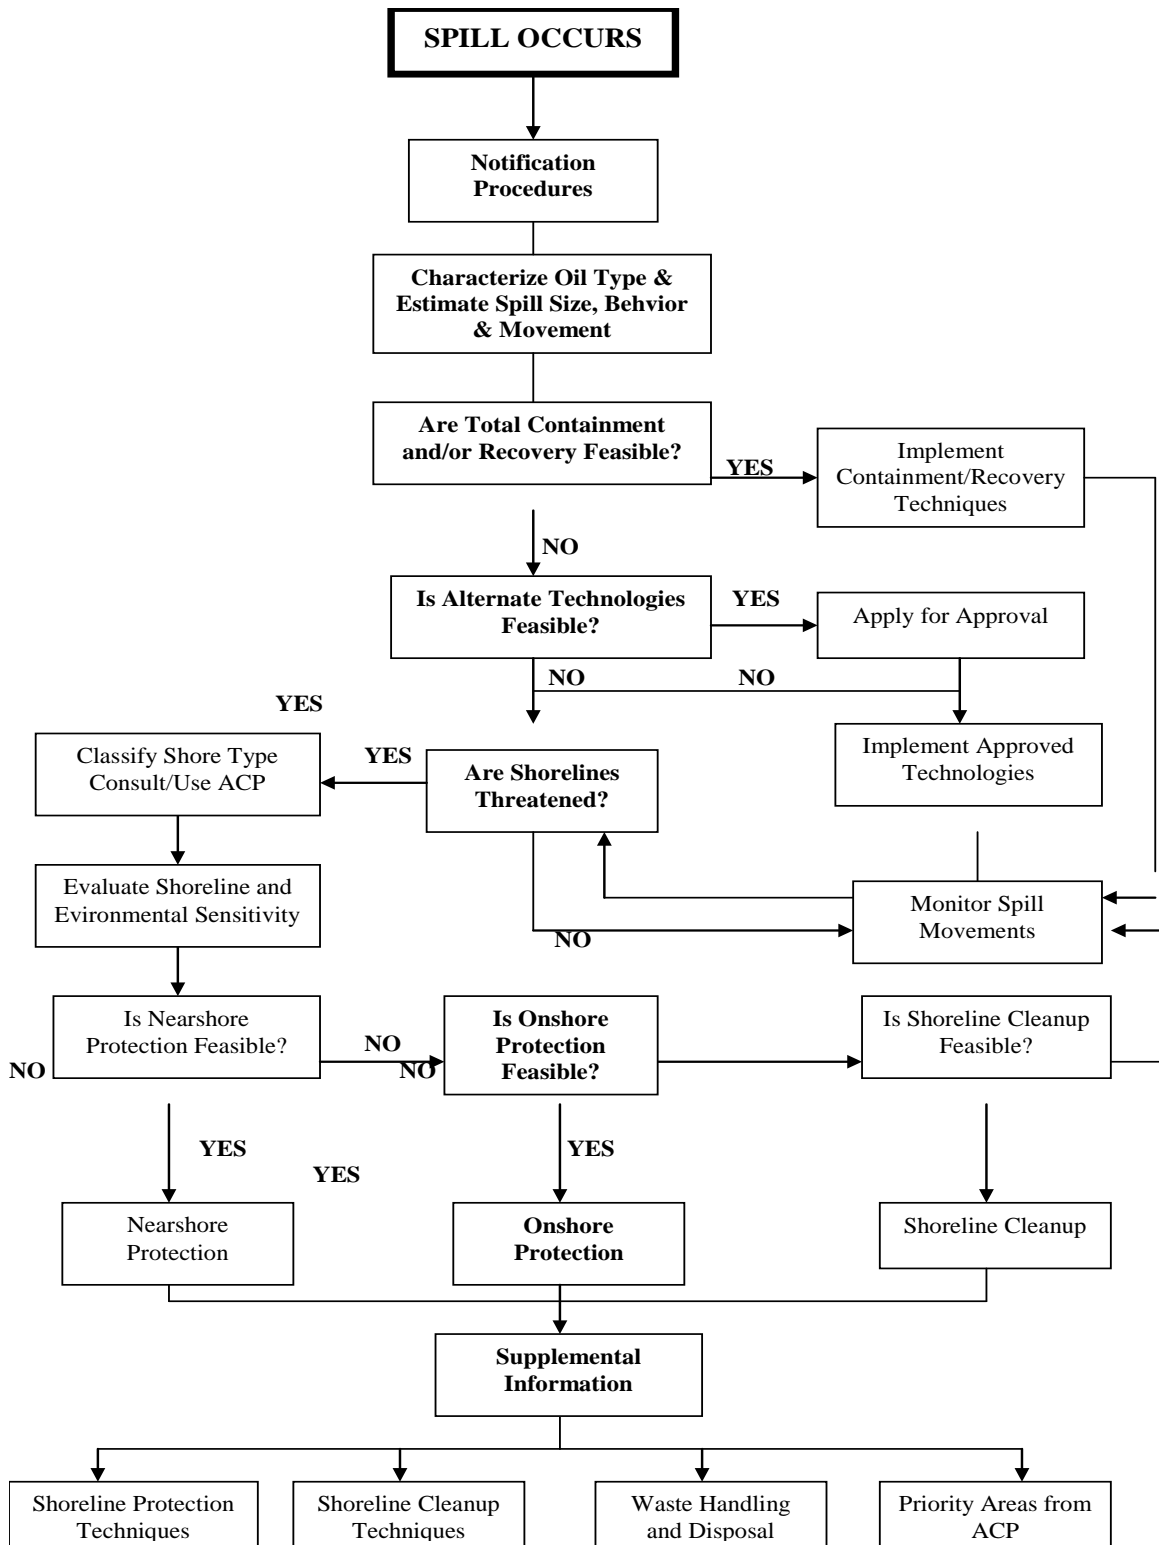 SPILL OCCURS
Notification
Procedures
Characterize Oil Type &
Estimate Spill Size, Behvior
& Movement
Are Total Containment
and/or Recovery Feasible?
YES
Implement
Containment/Recovery
Techniques
NO
Is Alternate Technologies
Feasible?
YES
Apply for Approval
NO
NO
YES
Classify Shore Type
Consult/Use ACP
YES
Are Shorelines
Threatened?
Implement Approved
Technologies
Evaluate Shoreline and
Evironmental Sensitivity
Monitor Spill
Movements
NO
Is Nearshore
Protection Feasible?
NO
NO
NO
Is Onshore
Protection
Feasible?
Is Shoreline Cleanup
Feasible?
YES
YES
YES
Nearshore
Protection
Onshore
Protection
Shoreline Cleanup
Supplemental
Information
Shoreline Protection
Techniques
Shoreline Cleanup
Techniques
Waste Handling
and Disposal
Priority Areas from
ACP